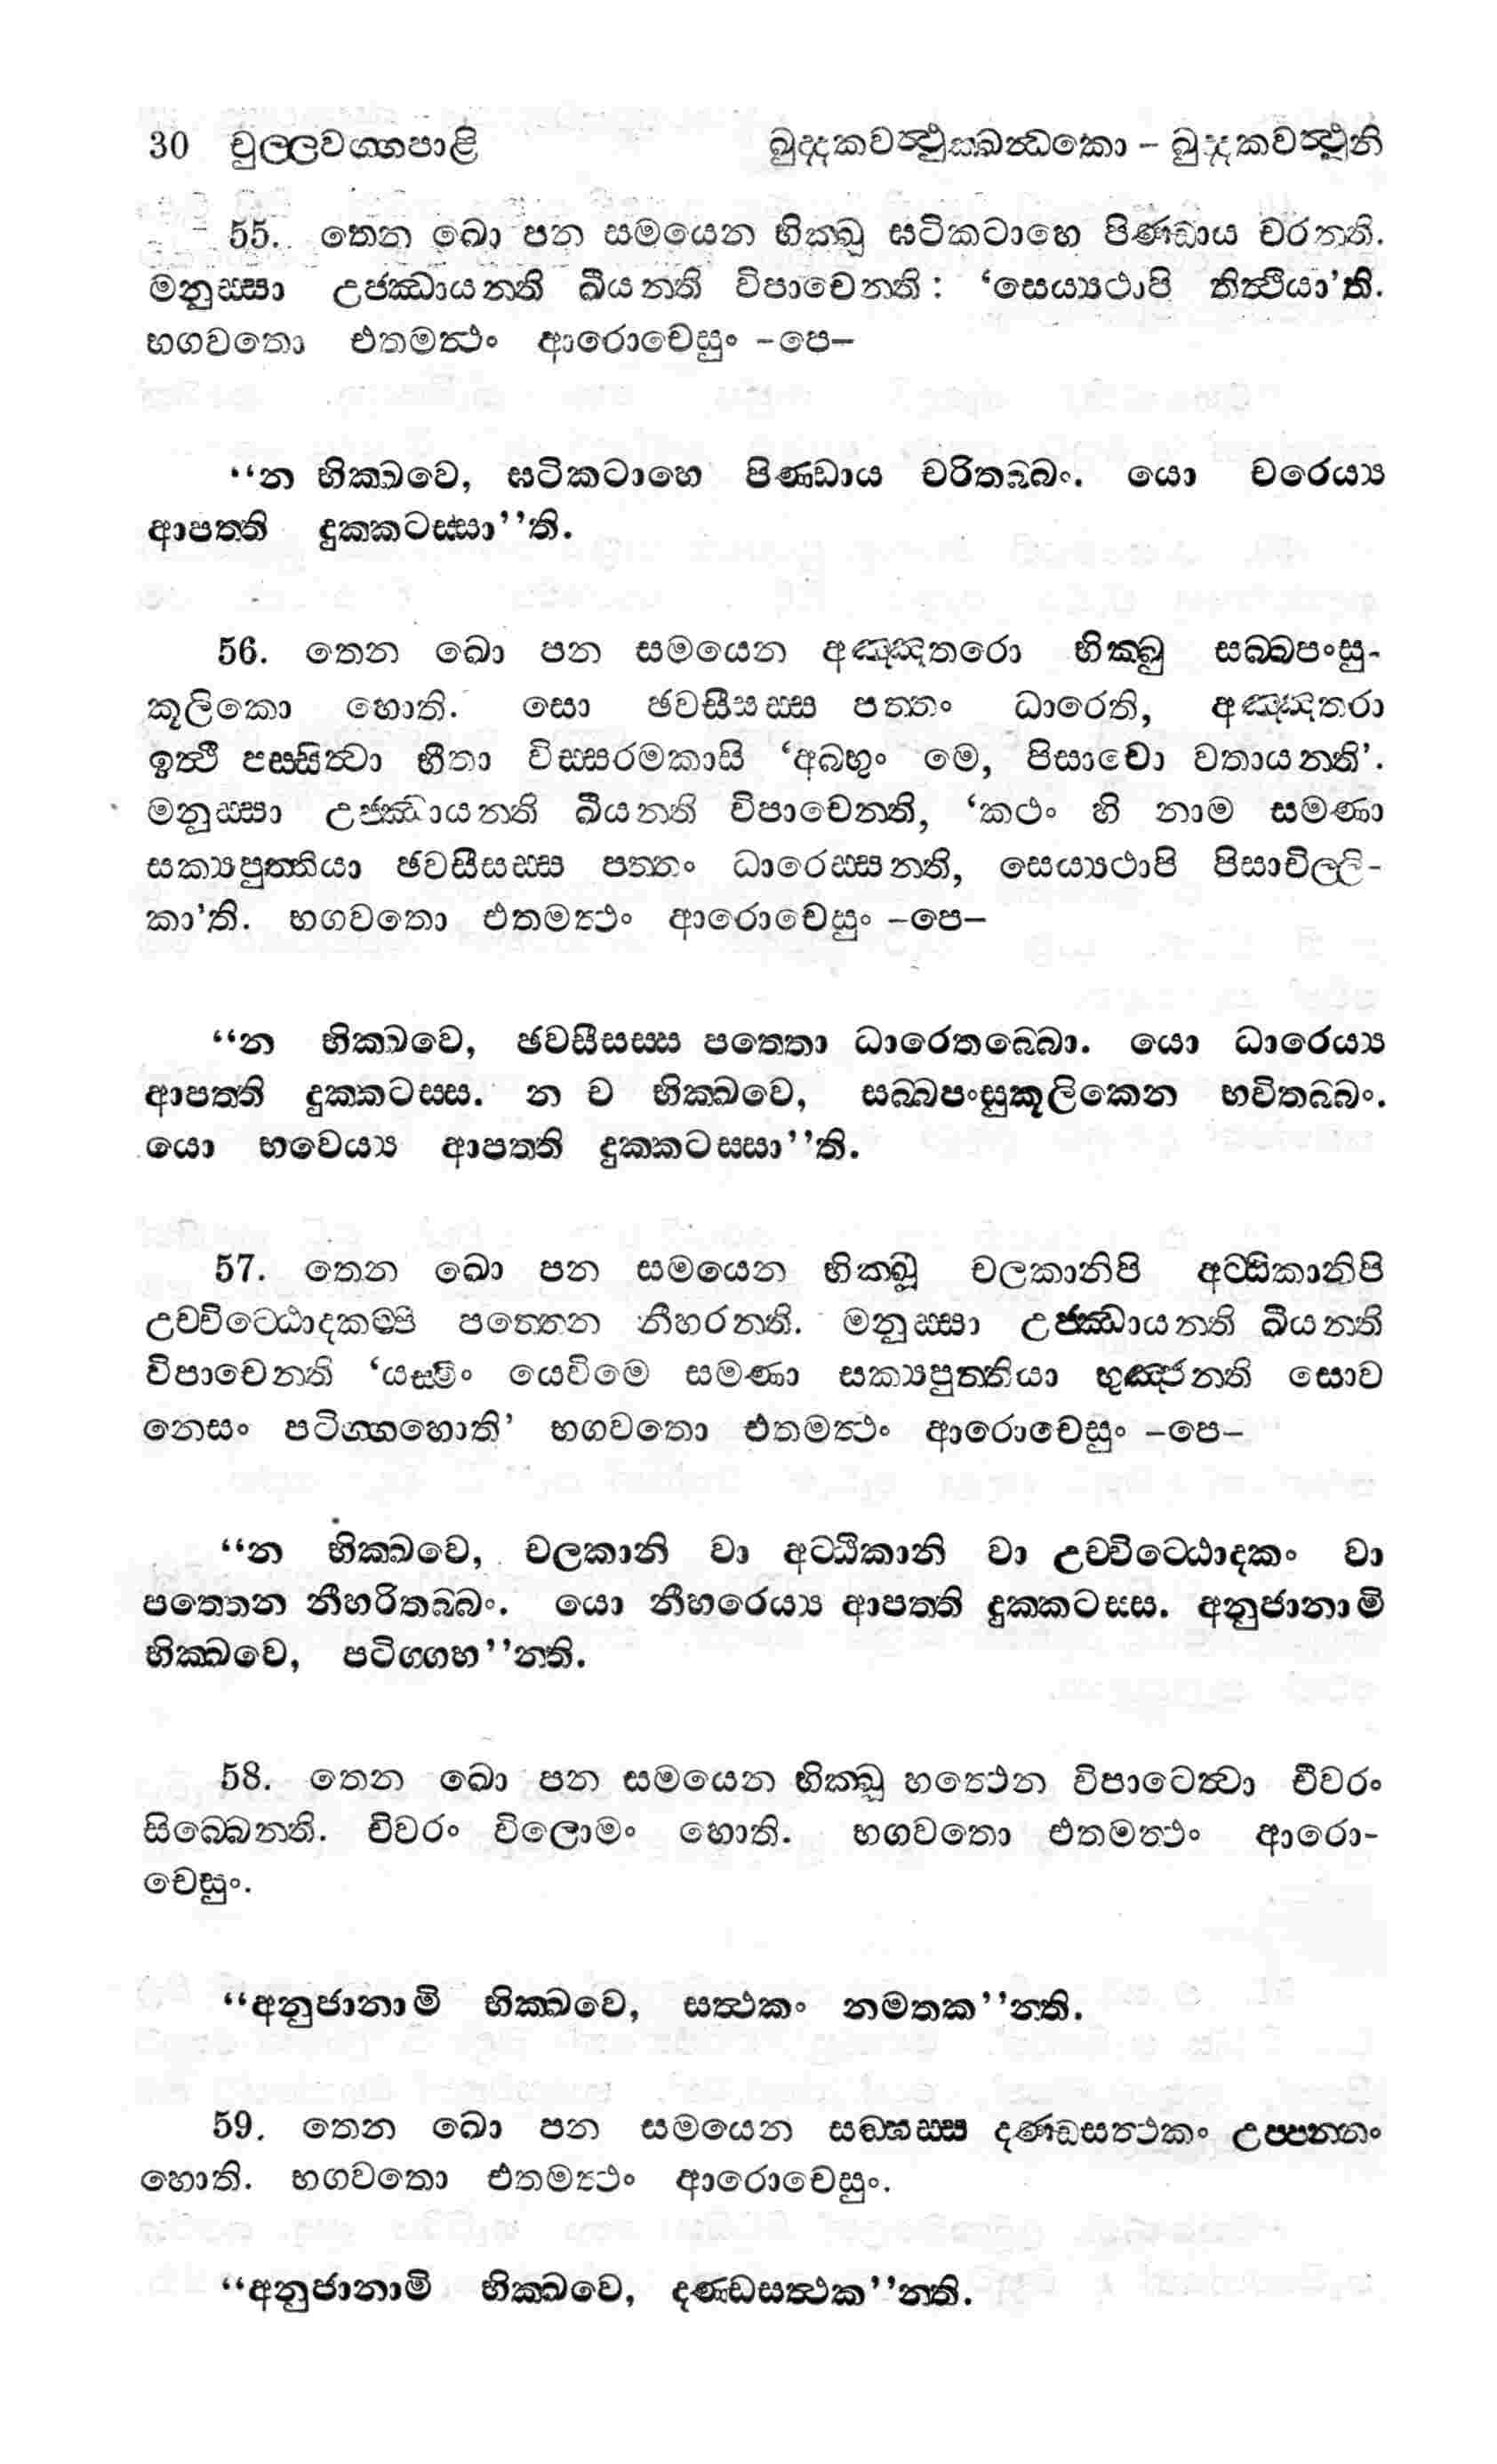 30 චුල්ලවග්ගපාළි ඛුද්දකවත්ථුක්ඛන්ධකො – ඛුද්දකවත්ථූනි
55. තෙන ඛො පන සමයෙන භික්ඛූ ඝටිකටාහෙ පිණ්ඩාය චරන්ති.
මනුස්සා උජ්ඣායන්ති ඛීයන්ති විපාචෙන්ති: ‘සෙය්‍යථාපි තිත්ථියා’ති.
භගවතො එතමත්ථං ආරොචෙසුං –පෙ–
“න භික්ඛවෙ, ඝටිකටාහෙ පිණ්ඩාය චරිතබ්බං. යො චරෙය්‍ය
ආපත්ති දුක්කටස්සා”ති.
56. තෙන ඛො පන සමයෙන අඤ්ඤතරො භික්ඛු සබ්බපංසු-
කූලිකො හොති. සො ඡවසීසස්ස පත්තං ධාරෙති, අඤ්ඤතරා
ඉත්ථී පස්සිත්වා භීතා විස්සරමකාසි ‘අබ්භුං මෙ, පිසාචො වතායන්ති’.
මනුස්සා උජ්ඣායන්ති ඛීයන්ති විපාචෙන්ති, ‘කථං හි නාම සමණා
සක්‍යපුත්තියා ඡවසීසස්ස පත්තං ධාරෙස්සන්ති, සෙය්‍යථාපි පිසාචිල්ලි-
කා’ති. භගවතො එතමත්ථං ආරොචෙසුං –පෙ–
“න භික්ඛවෙ, ඡවසීසස්ස පත්තො ධාරෙතබ්බො. යො ධාරෙය්‍ය
ආපත්ති දුක්කටස්ස. න ච භික්ඛවෙ, සබ්බපංසුකූලිකෙන භවිතබ්බං.
යො භවෙය්‍ය ආපත්ති දුක්කටස්සා”ති.
57. තෙන ඛො පන සමයෙන භික්ඛූ චලකානිපි අට්ඨිකානිපි
උච්චිට්ඨොදකම්පි පත්තෙන නීහරන්ති. මනුස්සා උජ්ඣායන්ති ඛීයන්ති
විපාචෙන්ති ‘යස්මිං යෙවිමෙ සමණා සක්‍යපුත්තියා භුඤ්ජන්ති සොව
නෙසං පටිග්ගහොති’ භගවතො එතමත්ථං ආරොචෙසුං –පෙ–
“න භික්ඛවෙ, චලකානි වා අට්ඨිකානි වා උච්චිට්ඨොදකං වා
පත්තෙන නීහරිතබ්බං. යො නීහරෙය්‍ය ආපත්ති දුක්කටස්ස. අනුජානාමි
භික්ඛවෙ, පටිග්ගහ”න්ති.
58. තෙන ඛො පන සමයෙන භික්ඛූ හත්ථෙන විපාටෙත්වා චීවරං
සිබ්බෙන්ති. චීවරං විලොමං හොති. භගවතො එතමත්ථං ආරො-
චෙසුං.
“අනුජානාමි භික්ඛවෙ, සත්ථකං නමතක”න්ති.
59. තෙන ඛො පන සමයෙන සඞ්ඝස්ස දණ්ඩසත්ථකං උප්පන්නං
හොති. භගවතො එතමත්ථං ආරොචෙසුං.
“අනුජානාමි භික්ඛවෙ, දණ්ඩසත්ථක”න්ති.